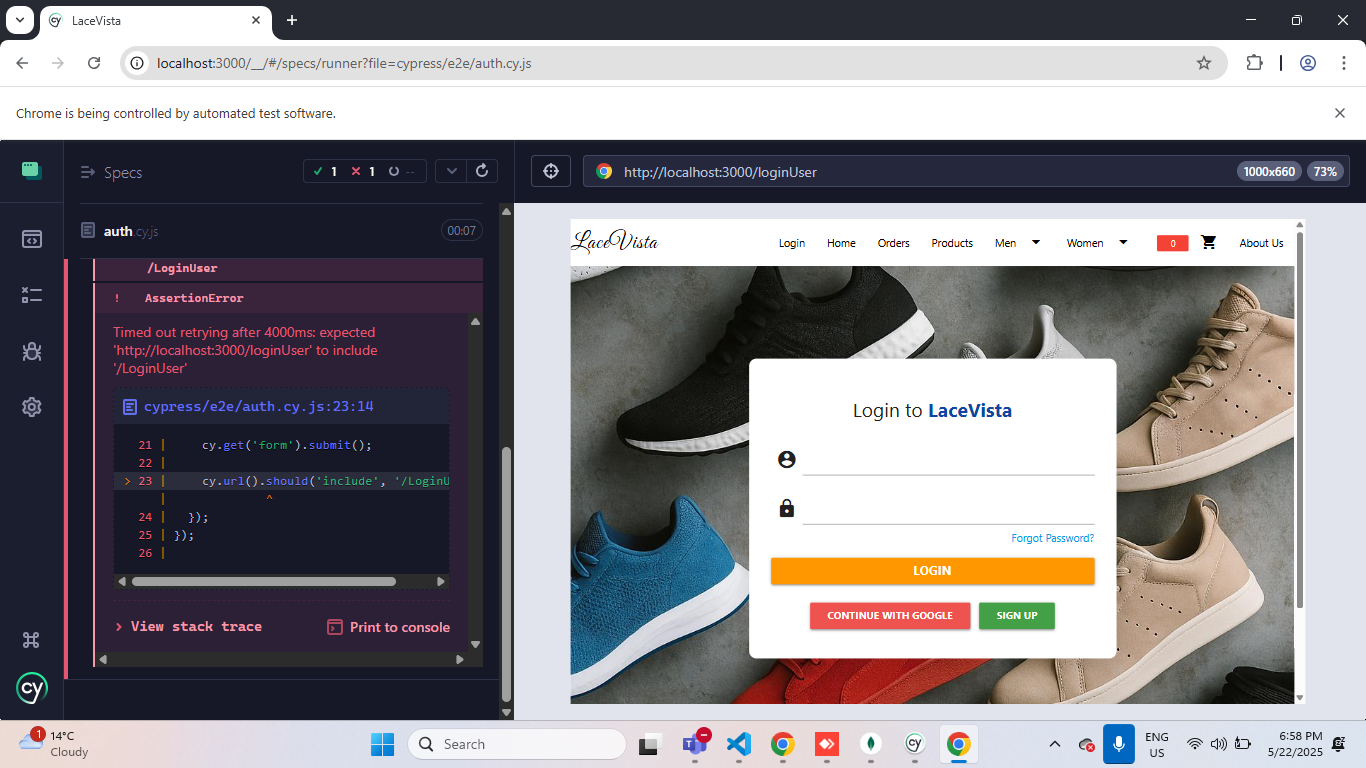 LaceVista
localhost:3000/__/#/specs/runner?file=cypress/e2e/auth.cy.js
Chrome is being controlled by automated test software.
Specs
1
1
--
http://localhost:3000/loginUser
1000x660
73%
auth.cy.js
00:07
/LoginUser
! AssertionError
Timed out retrying after 4000ms: expected
'http://localhost:3000/loginUser' to include
'/LoginUser'
cypress/e2e/auth.cy.js:23:14
21 | cy.get('form').submit();
22 |
> 23 | cy.url().should('include', '/LoginU
| ^
24 | });
25 | });
26 |
> View stack trace
Print to console
cy
LaceVista
Login
Home
Orders
Products
Men
Women
0
About Us
Login to LaceVista
Forgot Password?
LOGIN
CONTINUE WITH GOOGLE
SIGN UP
1
14°C
Cloudy
Search
ENG
US
6:58 PM
5/22/2025